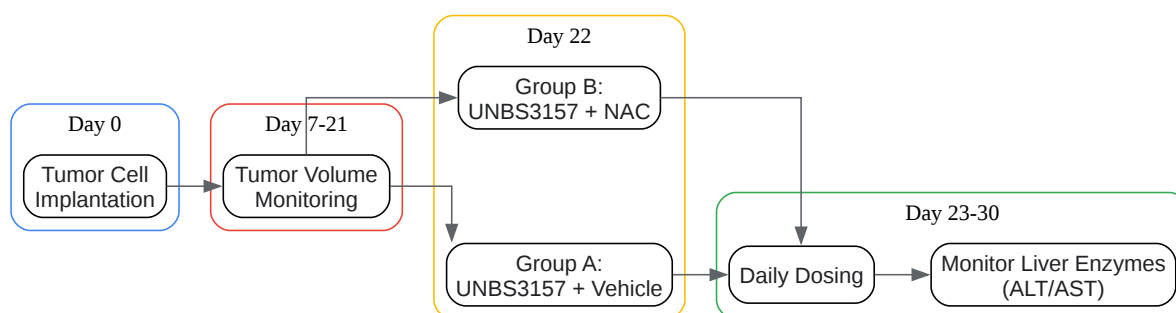 Day 0
Tumor Cell
Implantation
Day 7-21
Tumor Volume
Monitoring
Day 22
Group B:
UNBS3157 + NAC
Group A:
UNBS3157 + Vehicle
Day 23-30
Daily Dosing
Monitor Liver Enzymes
(ALT/AST)